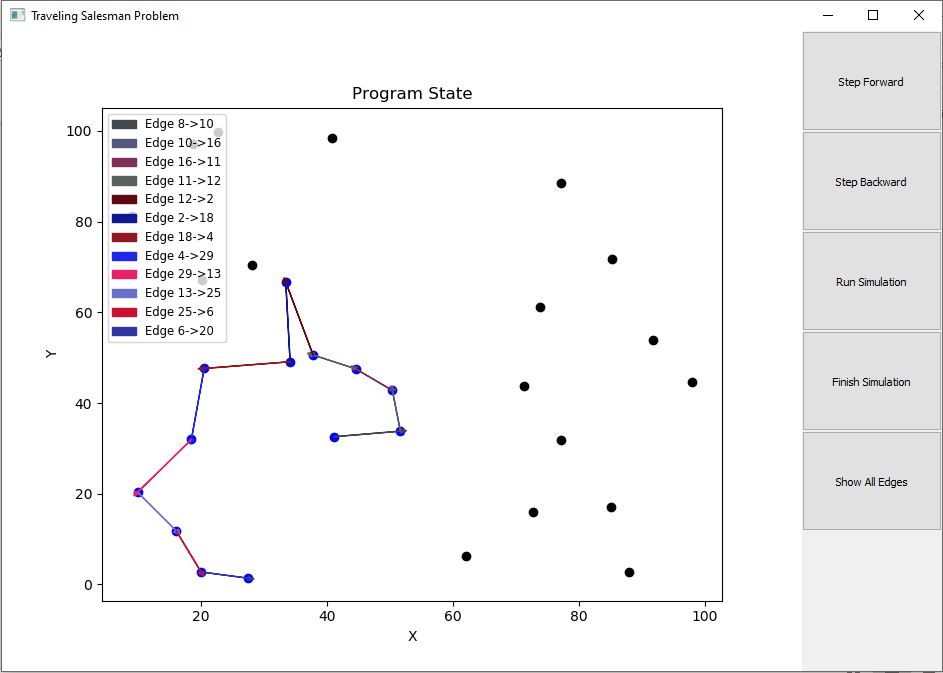 Traveling Salesman Problem
Program State
Edge 8->10
Edge 10->16
Edge 16->11
Edge 11->12
Edge 12->2
Edge 2->18
Edge 18->4
Edge 4->29
Edge 29->13
Edge 13->25
Edge 25->6
Edge 6->20
100
80
60
40
20
0
Y
20
40
60
80
100
X
Step Forward
Step Backward
Run Simulation
Finish Simulation
Show All Edges